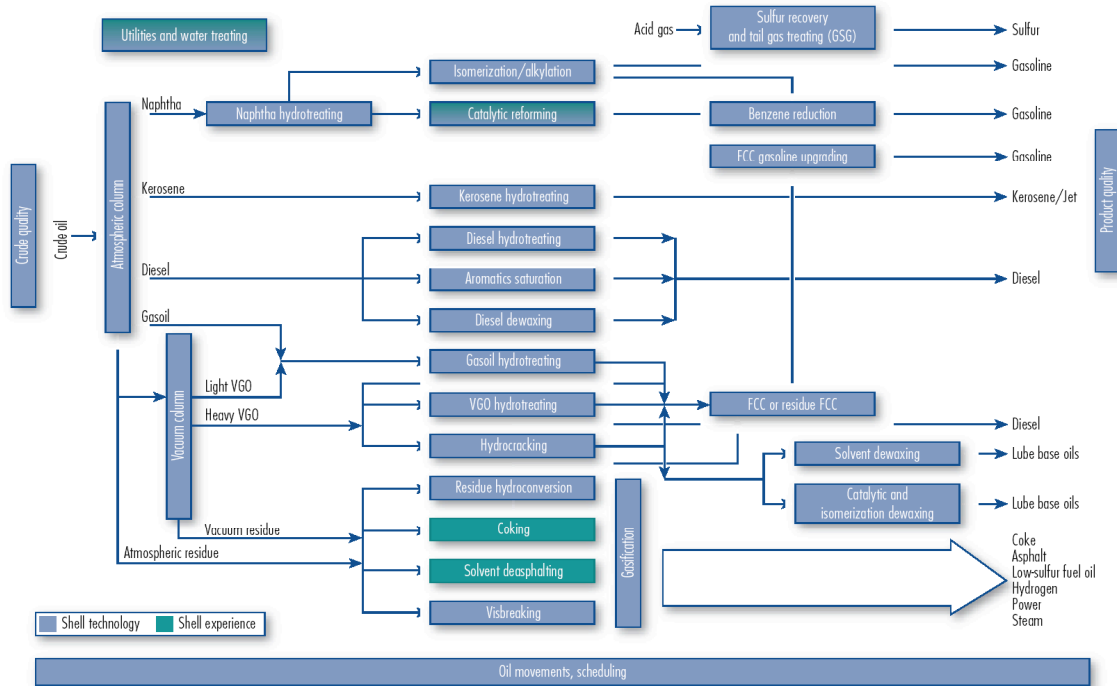 Utilities and water treating
Acid gas
Sulfur recovery
and tail gas treating (GSG)
Sulfur
Isomerization/alkylation
Gasoline
Naphtha
Naphtha hydrotreating
Catalytic reforming
Benzene reduction
Gasoline
FCC gasoline upgrading
Gasoline
Crude quality
Crude oil
Atmospheric column
Kerosene
Kerosene hydrotreating
Kerosene/Jet
Product quality
Diesel hydrotreating
Diesel
Aromatics saturation
Diesel
Diesel dewaxing
Gasoil
Gasoil hydrotreating
Vacuum column
Light VGO
Heavy VGO
VGO hydrotreating
FCC or residue FCC
Diesel
Hydrocracking
Solvent dewaxing
Lube base oils
Residue hydroconversion
Catalytic and
isomerization dewaxing
Lube base oils
Vacuum residue
Coking
Atmospheric residue
Solvent deasphalting
Visbreaking
Gasification
Coke
Asphalt
Low-sulfur fuel oil
Hydrogen
Power
Steam
Shell technology
Shell experience
Oil movements, scheduling